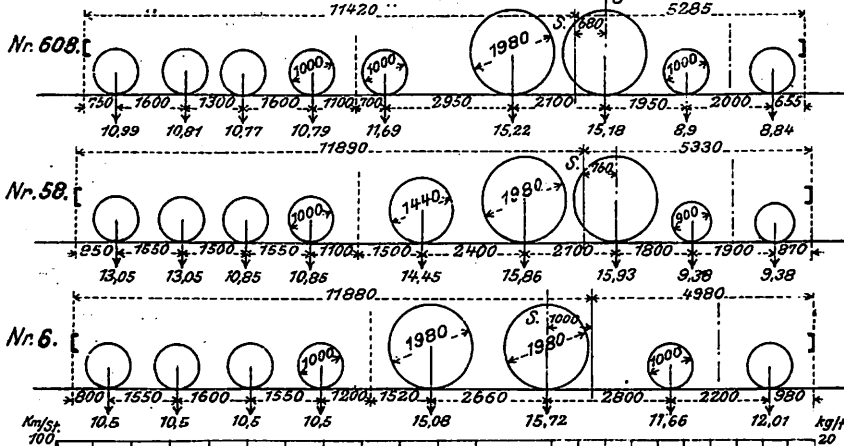 11420 5285
S. 680
Nr. 608.
1000 1000 1980 1000
750 1600 1300 1600 1100 700 2950 2100 1950 2000 655
10,99 10,81 10,77 10,79 11,69 15,22 15,18 8,9 8,84
11890 5330
S. 760
Nr. 58.
1000 1440 1980 900
950 1550 1500 1550 1100 1500 2400 2100 1800 1900 870
13,05 13,05 10,85 10,85 14,45 15,86 15,93 9,38 9,38
11880 4980
S. 1000
Nr. 6.
1000 1980 1980 1000
800 1550 1600 1550 1200 1520 2660 2800 2200 980
10,5 10,5 10,5 10,5 15,08 15,72 11,66 12,01
Km/St. kg/t
100 20